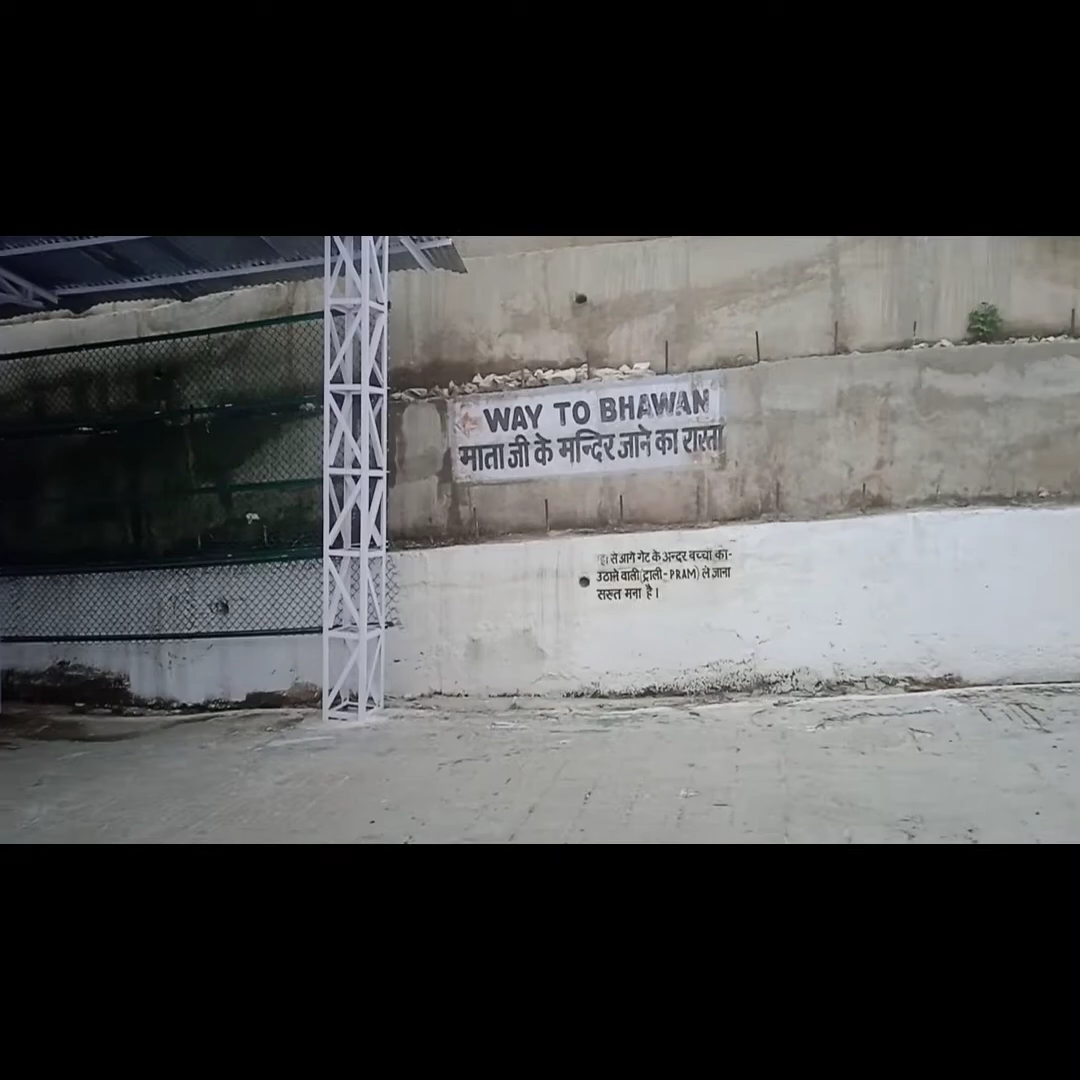 WAY TO BHAWAN
माता जी के मन्दिर जाने का रास्ता
से आगे गेट के अन्दर बच्चा का-
उठाने वाली (ट्राली-PRAM) ले जाना
सख्त मना है।